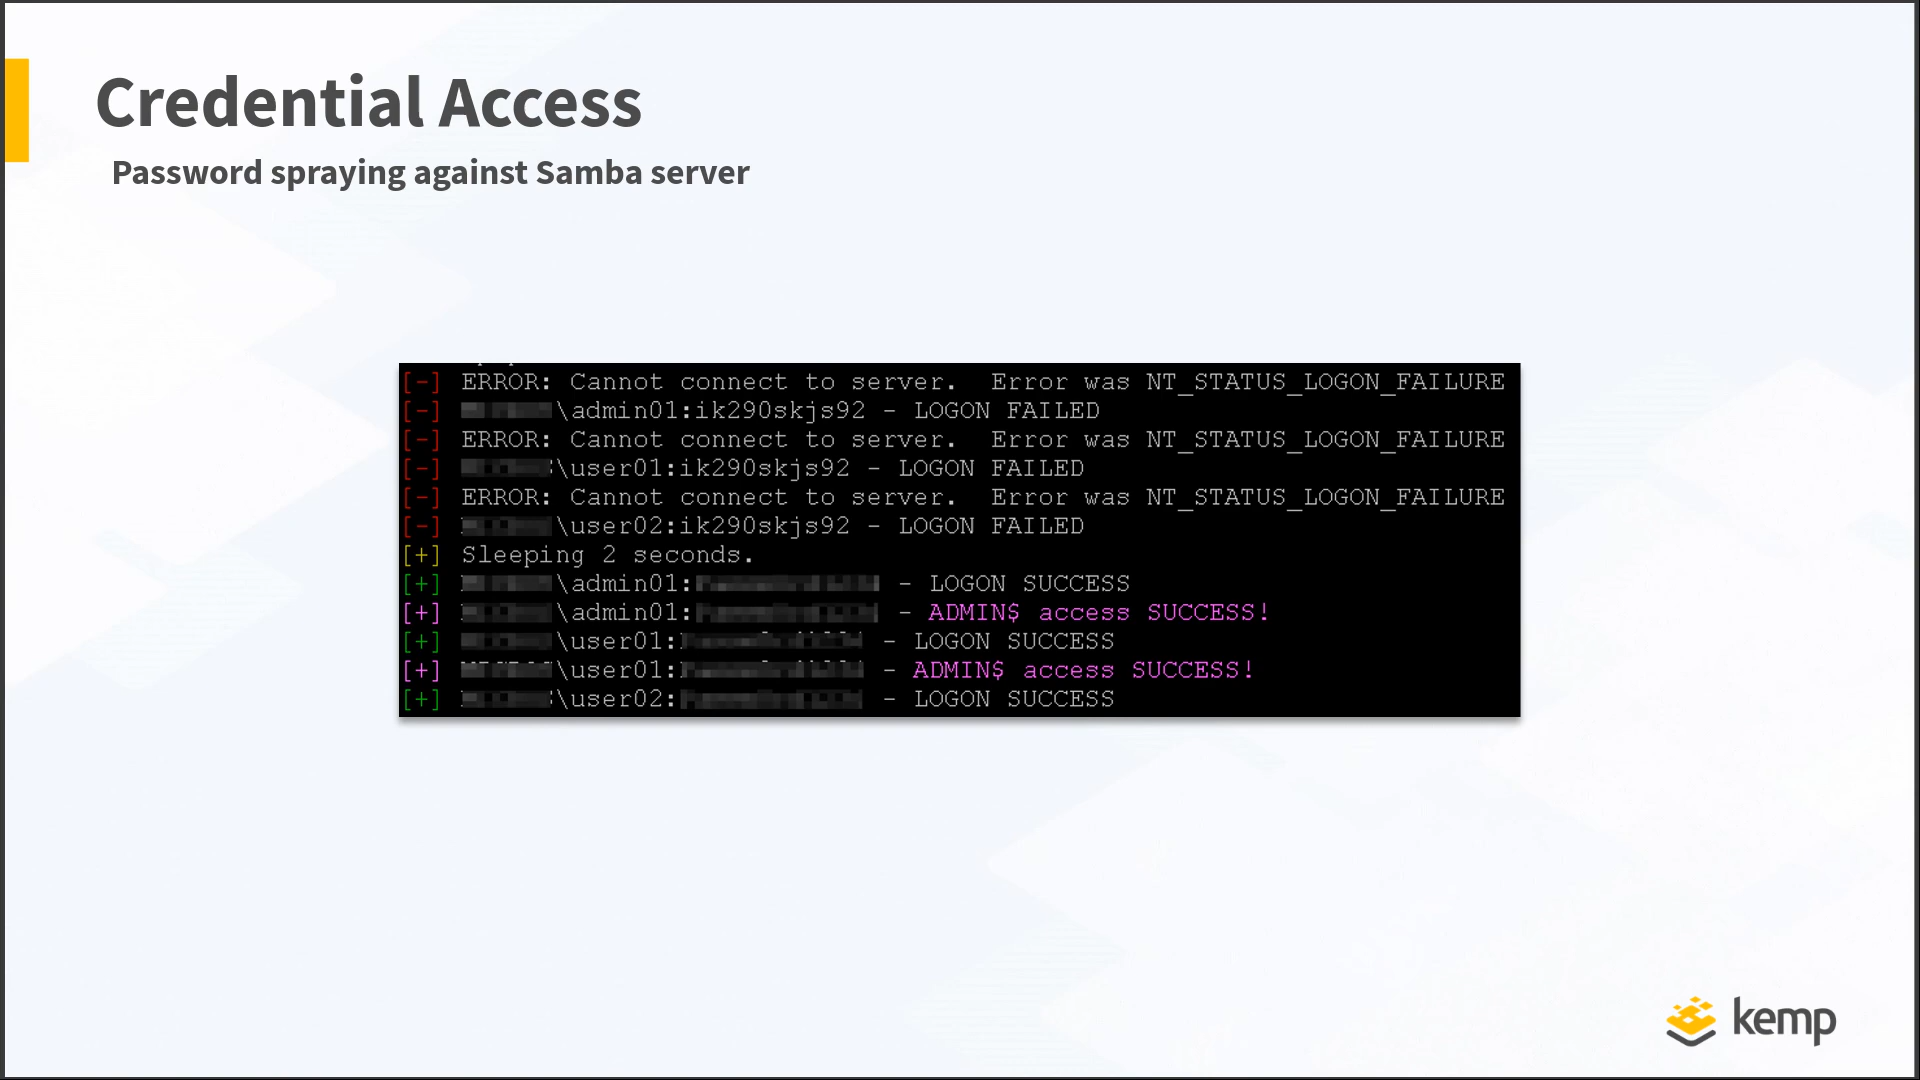 Credential Access
Password spraying against Samba server
[-] ERROR: Cannot connect to server.  Error was NT_STATUS_LOGON_FAILURE
[-] \admin01:ik290skjs92 - LOGON FAILED
[-] ERROR: Cannot connect to server.  Error was NT_STATUS_LOGON_FAILURE
[-] \user01:ik290skjs92 - LOGON FAILED
[-] ERROR: Cannot connect to server.  Error was NT_STATUS_LOGON_FAILURE
[-] \user02:ik290skjs92 - LOGON FAILED
[+] Sleeping 2 seconds.
[+] \admin01: - LOGON SUCCESS
[+] \admin01: - ADMIN$ access SUCCESS!
[+] \user01: - LOGON SUCCESS
[+] \user01: - ADMIN$ access SUCCESS!
[+] \user02: - LOGON SUCCESS
kemp